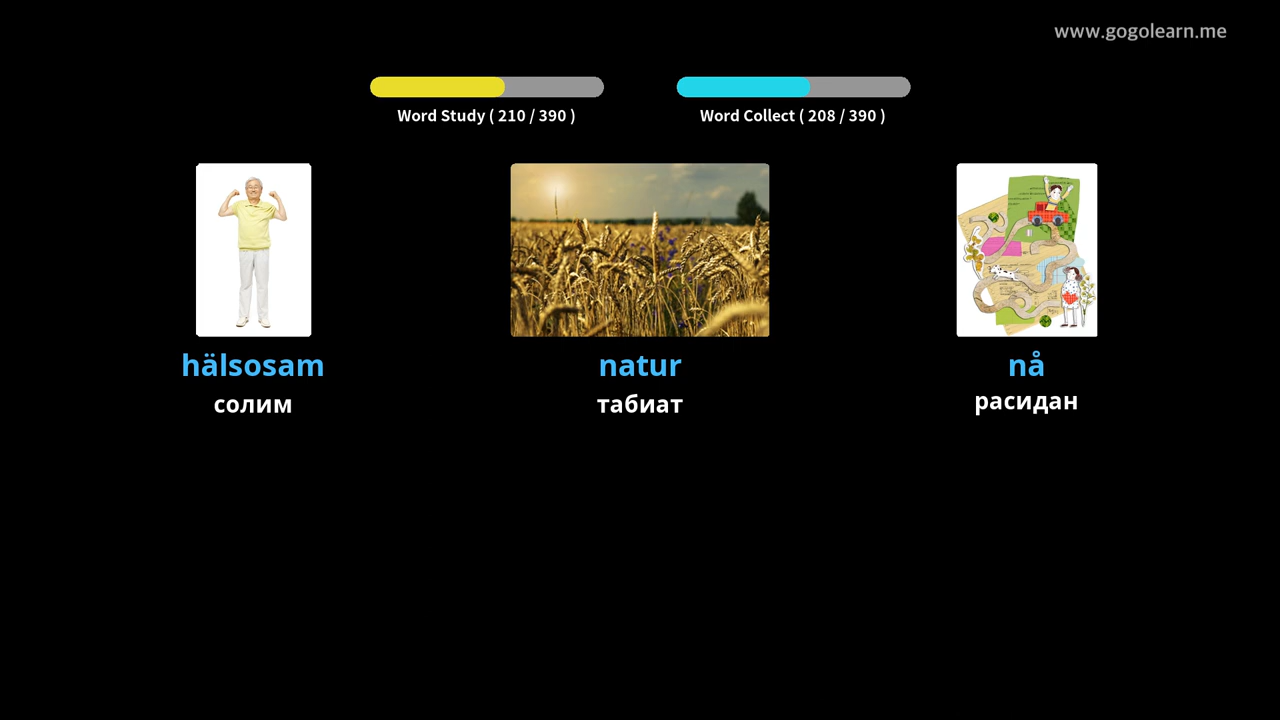 www.gogolearn.me
Word Study ( 210 / 390 )
Word Collect ( 208 / 390 )
hälsosam
natur
nå
солим
табиат
расидан